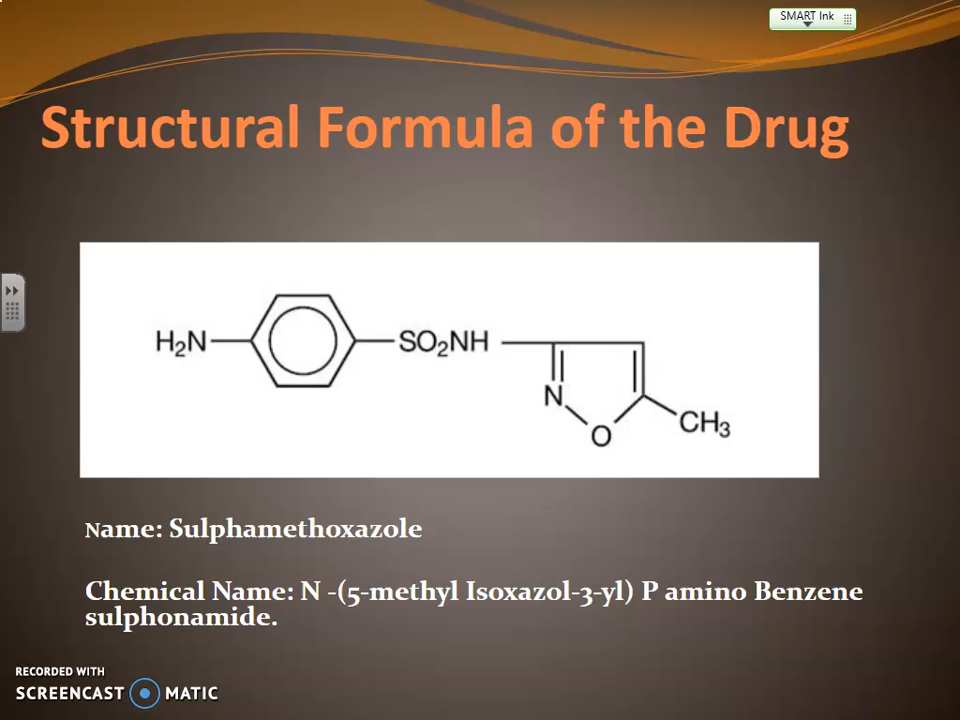 SMART Ink
Structural Formula of the Drug
H₂N SO₂NH
N
O
CH₃
Name: Sulphamethoxazole
Chemical Name: N -(5-methyl Isoxazol-3-yl) P amino Benzene
sulphonamide.
RECORDED WITH
SCREENCAST MATIC